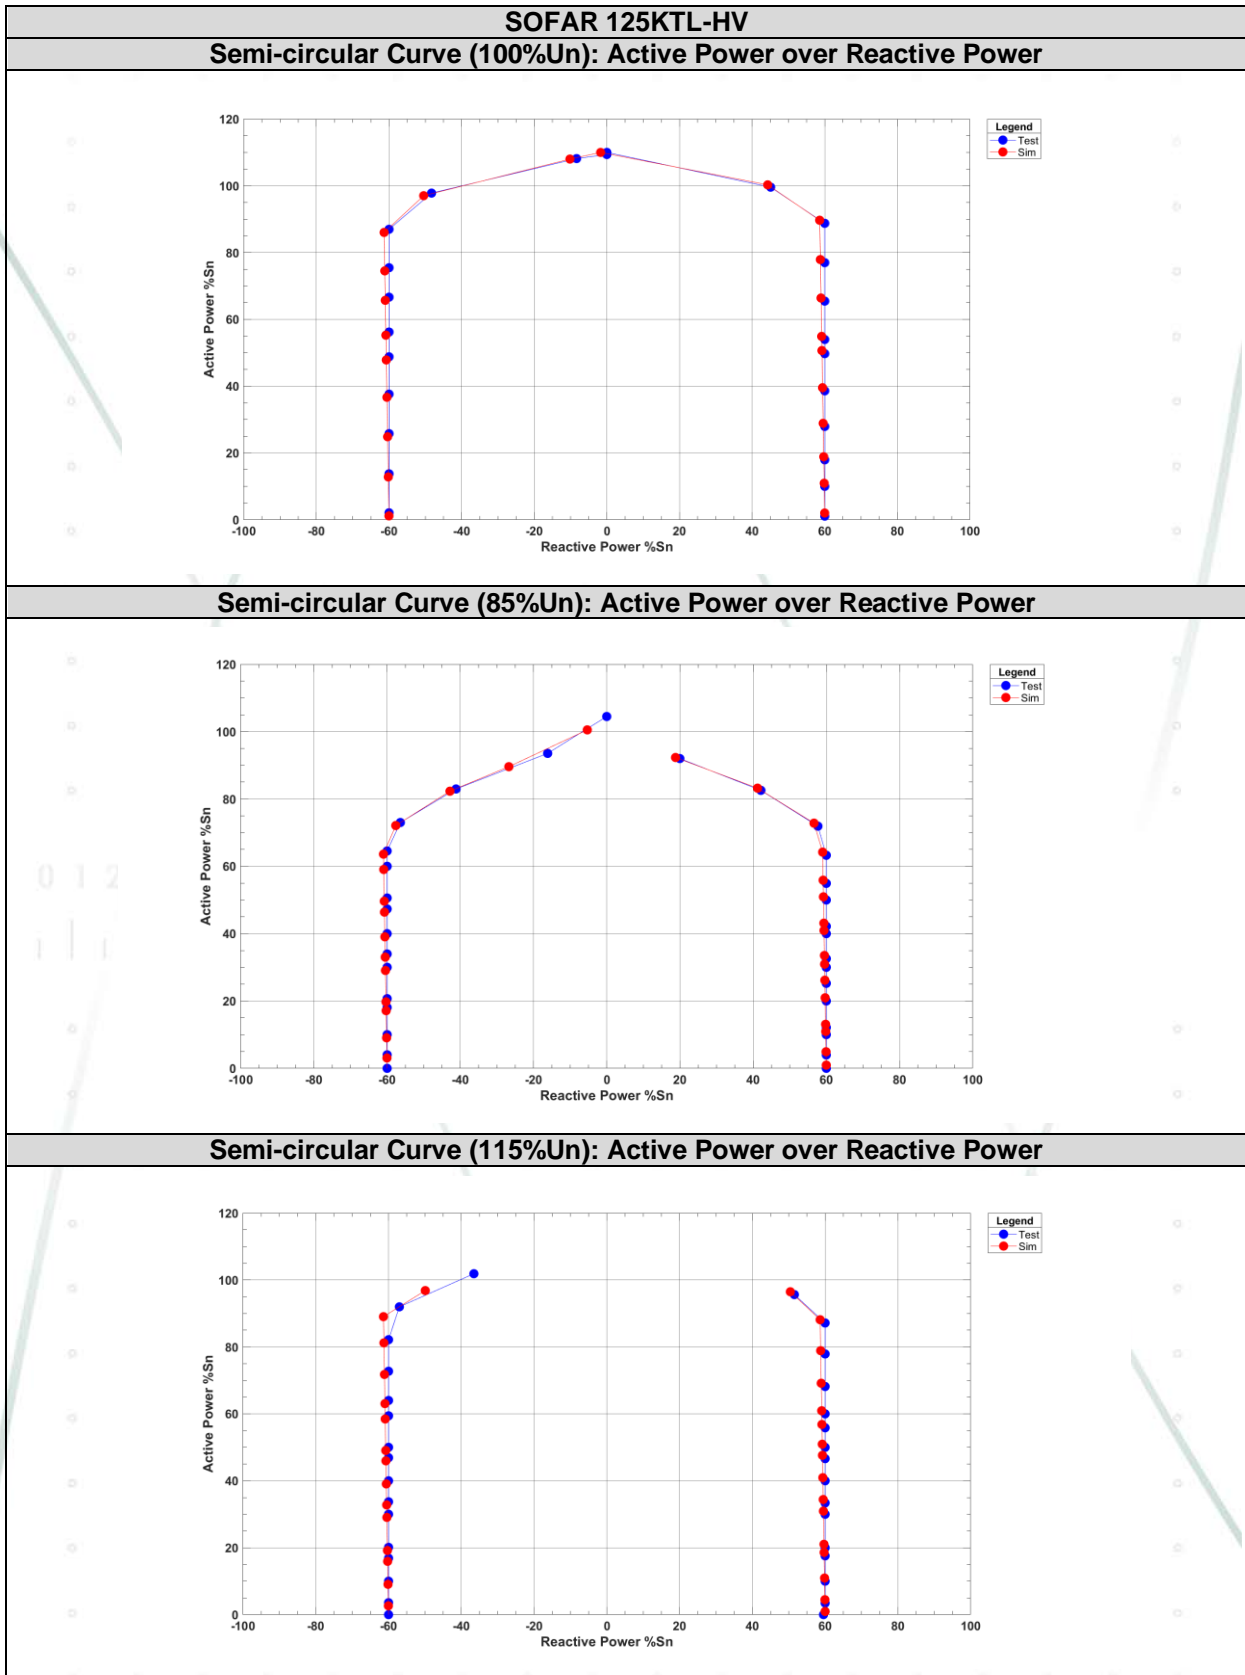 SOFAR 125KTL-HV
Semi-circular Curve (100%Un): Active Power over Reactive Power
120
100
80
60
40
20
0
Active Power %Sn
-100 -80 -60 -40 -20 0 20 40 60 80 100
Reactive Power %Sn
Legend
Test
Sim
Semi-circular Curve (85%Un): Active Power over Reactive Power
120
100
80
60
40
20
0
Active Power %Sn
-100 -80 -60 -40 -20 0 20 40 60 80 100
Reactive Power %Sn
Legend
Test
Sim
0 1 2
Semi-circular Curve (115%Un): Active Power over Reactive Power
120
100
80
60
40
20
0
Active Power %Sn
-100 -80 -60 -40 -20 0 20 40 60 80 100
Reactive Power %Sn
Legend
Test
Sim